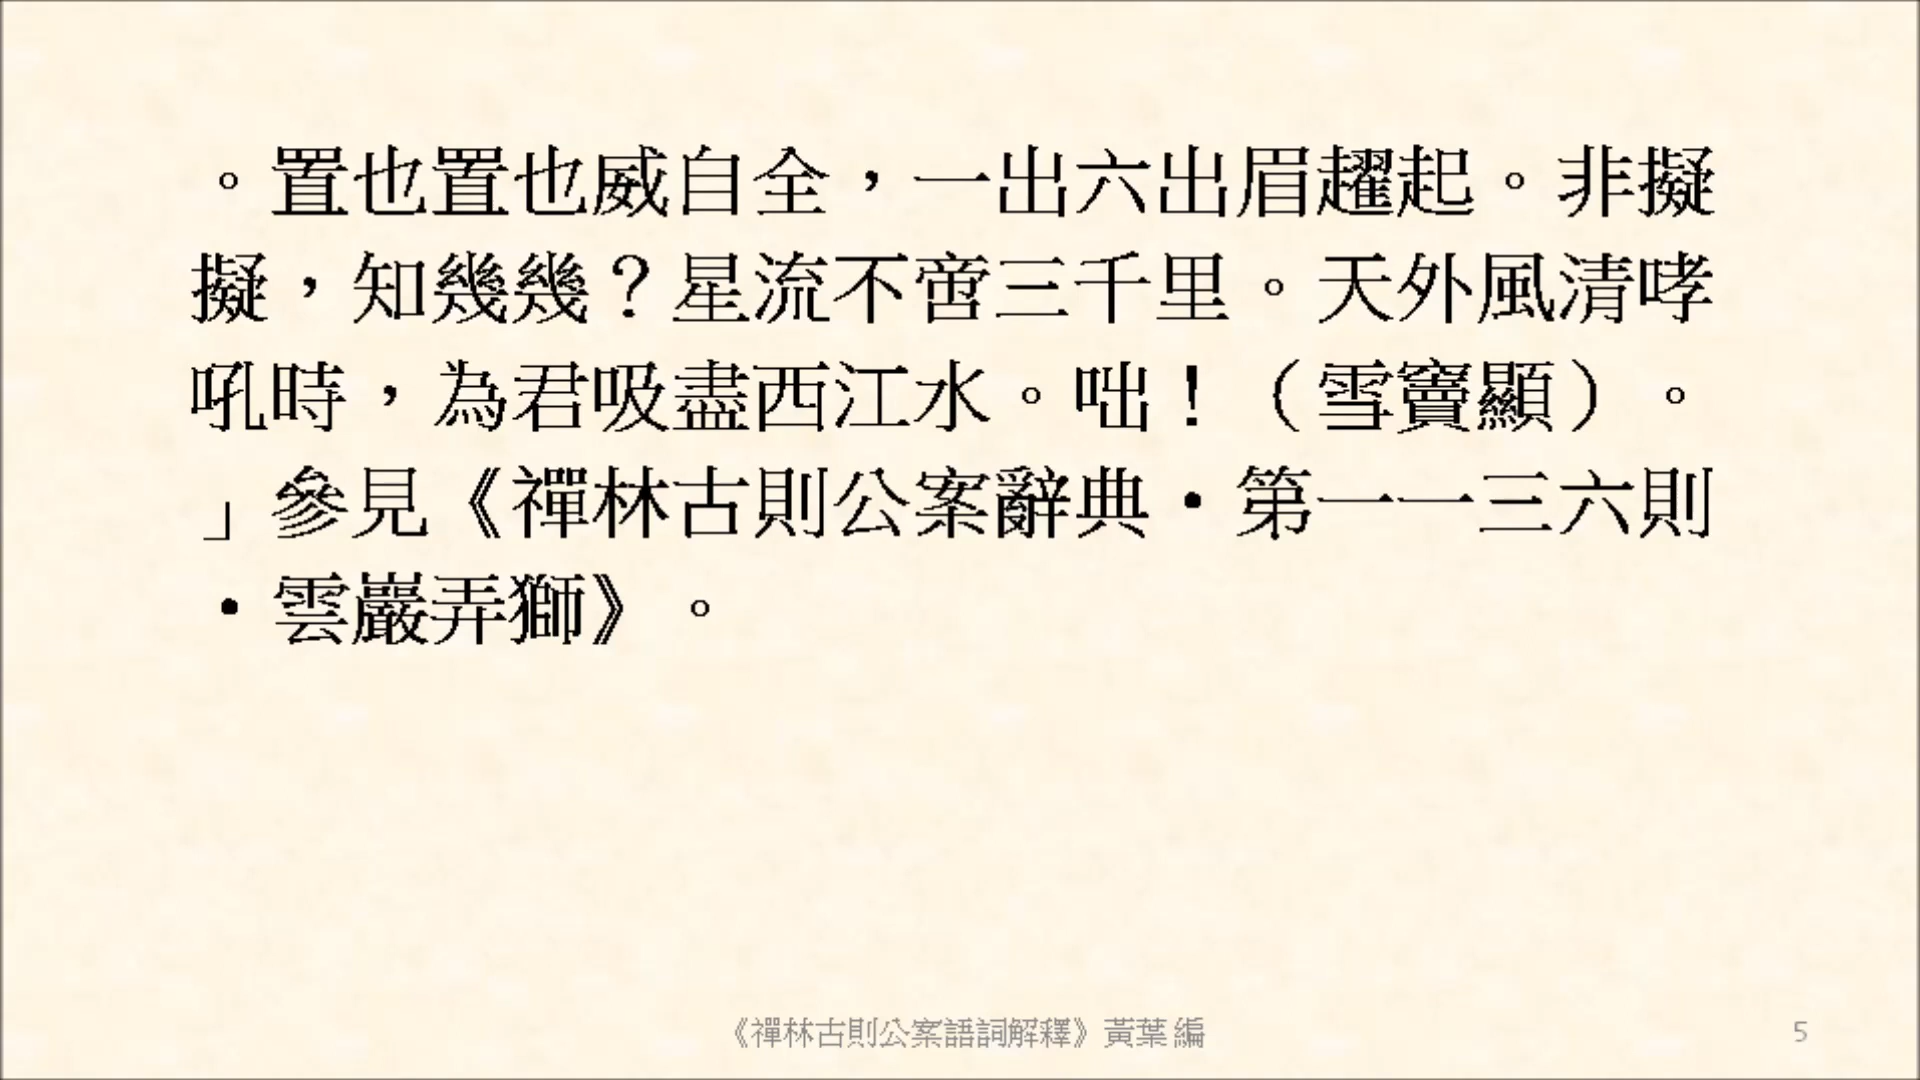 。置也置也威自全，一出六出眉趯起。非擬
擬，知幾幾？星流不啻三千里。天外風清哮
吼時，為君吸盡西江水。咄！（雪竇顯）。
」參見《禪林古則公案辭典‧第一一三六則
‧雲巖弄獅》。
《禪林古則公案語詞解釋》黃葉 編
5